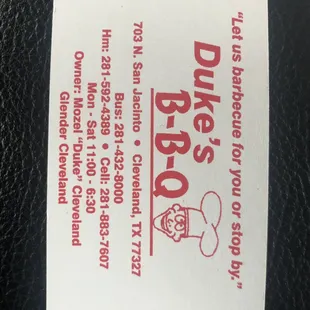 "Let us barbecue for you or stop by."
Duke's
B-B-Q
703 N. San Jacinto • Cleveland, TX 77327
Bus: 281-432-8000
Hm: 281-592-4389 • Cell: 281-883-7607
Mon - Sat 11:00 - 6:30
Owner: Mozel "Duke" Cleveland
Glender Cleveland